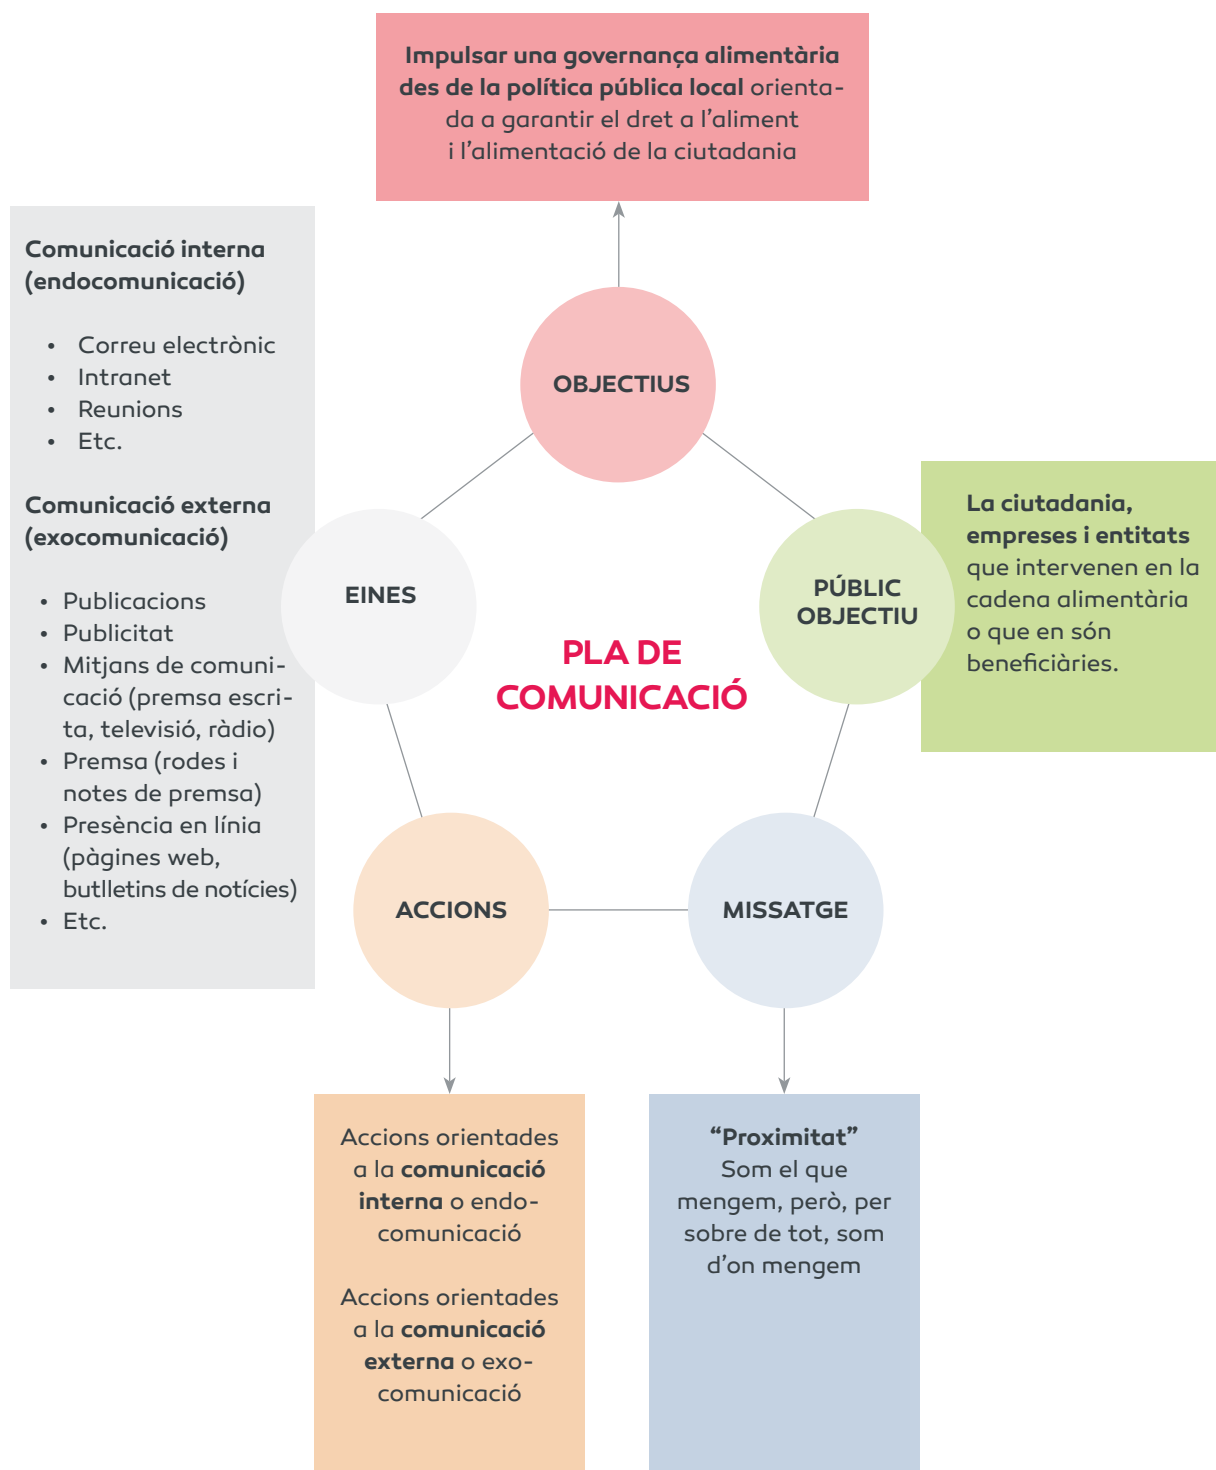 Impulsar una governança alimentària
des de la política pública local orienta-
da a garantir el dret a l’aliment
i l’alimentació de la ciutadania
Comunicació interna
(endocomunicació)
• Correu electrònic
• Intranet
• Reunions
• Etc.
Comunicació externa
(exocomunicació)
• Publicacions
• Publicitat
• Mitjans de comuni-
cació (premsa escri-
ta, televisió, ràdio)
• Premsa (rodes i
notes de premsa)
• Presència en línia
(pàgines web,
butlletins de notícies)
• Etc.
OBJECTIUS
EINES
PÚBLIC
OBJECTIU
La ciutadania,
empreses i entitats
que intervenen en la
cadena alimentària
o que en són
beneficiàries.
PLA DE
COMUNICACIÓ
ACCIONS
MISSATGE
Accions orientades
a la comunicació
interna o endo-
comunicació
Accions orientades
a la comunicació
externa o exo-
comunicació
“Proximitat”
Som el que
mengem, però, per
sobre de tot, som
d’on mengem